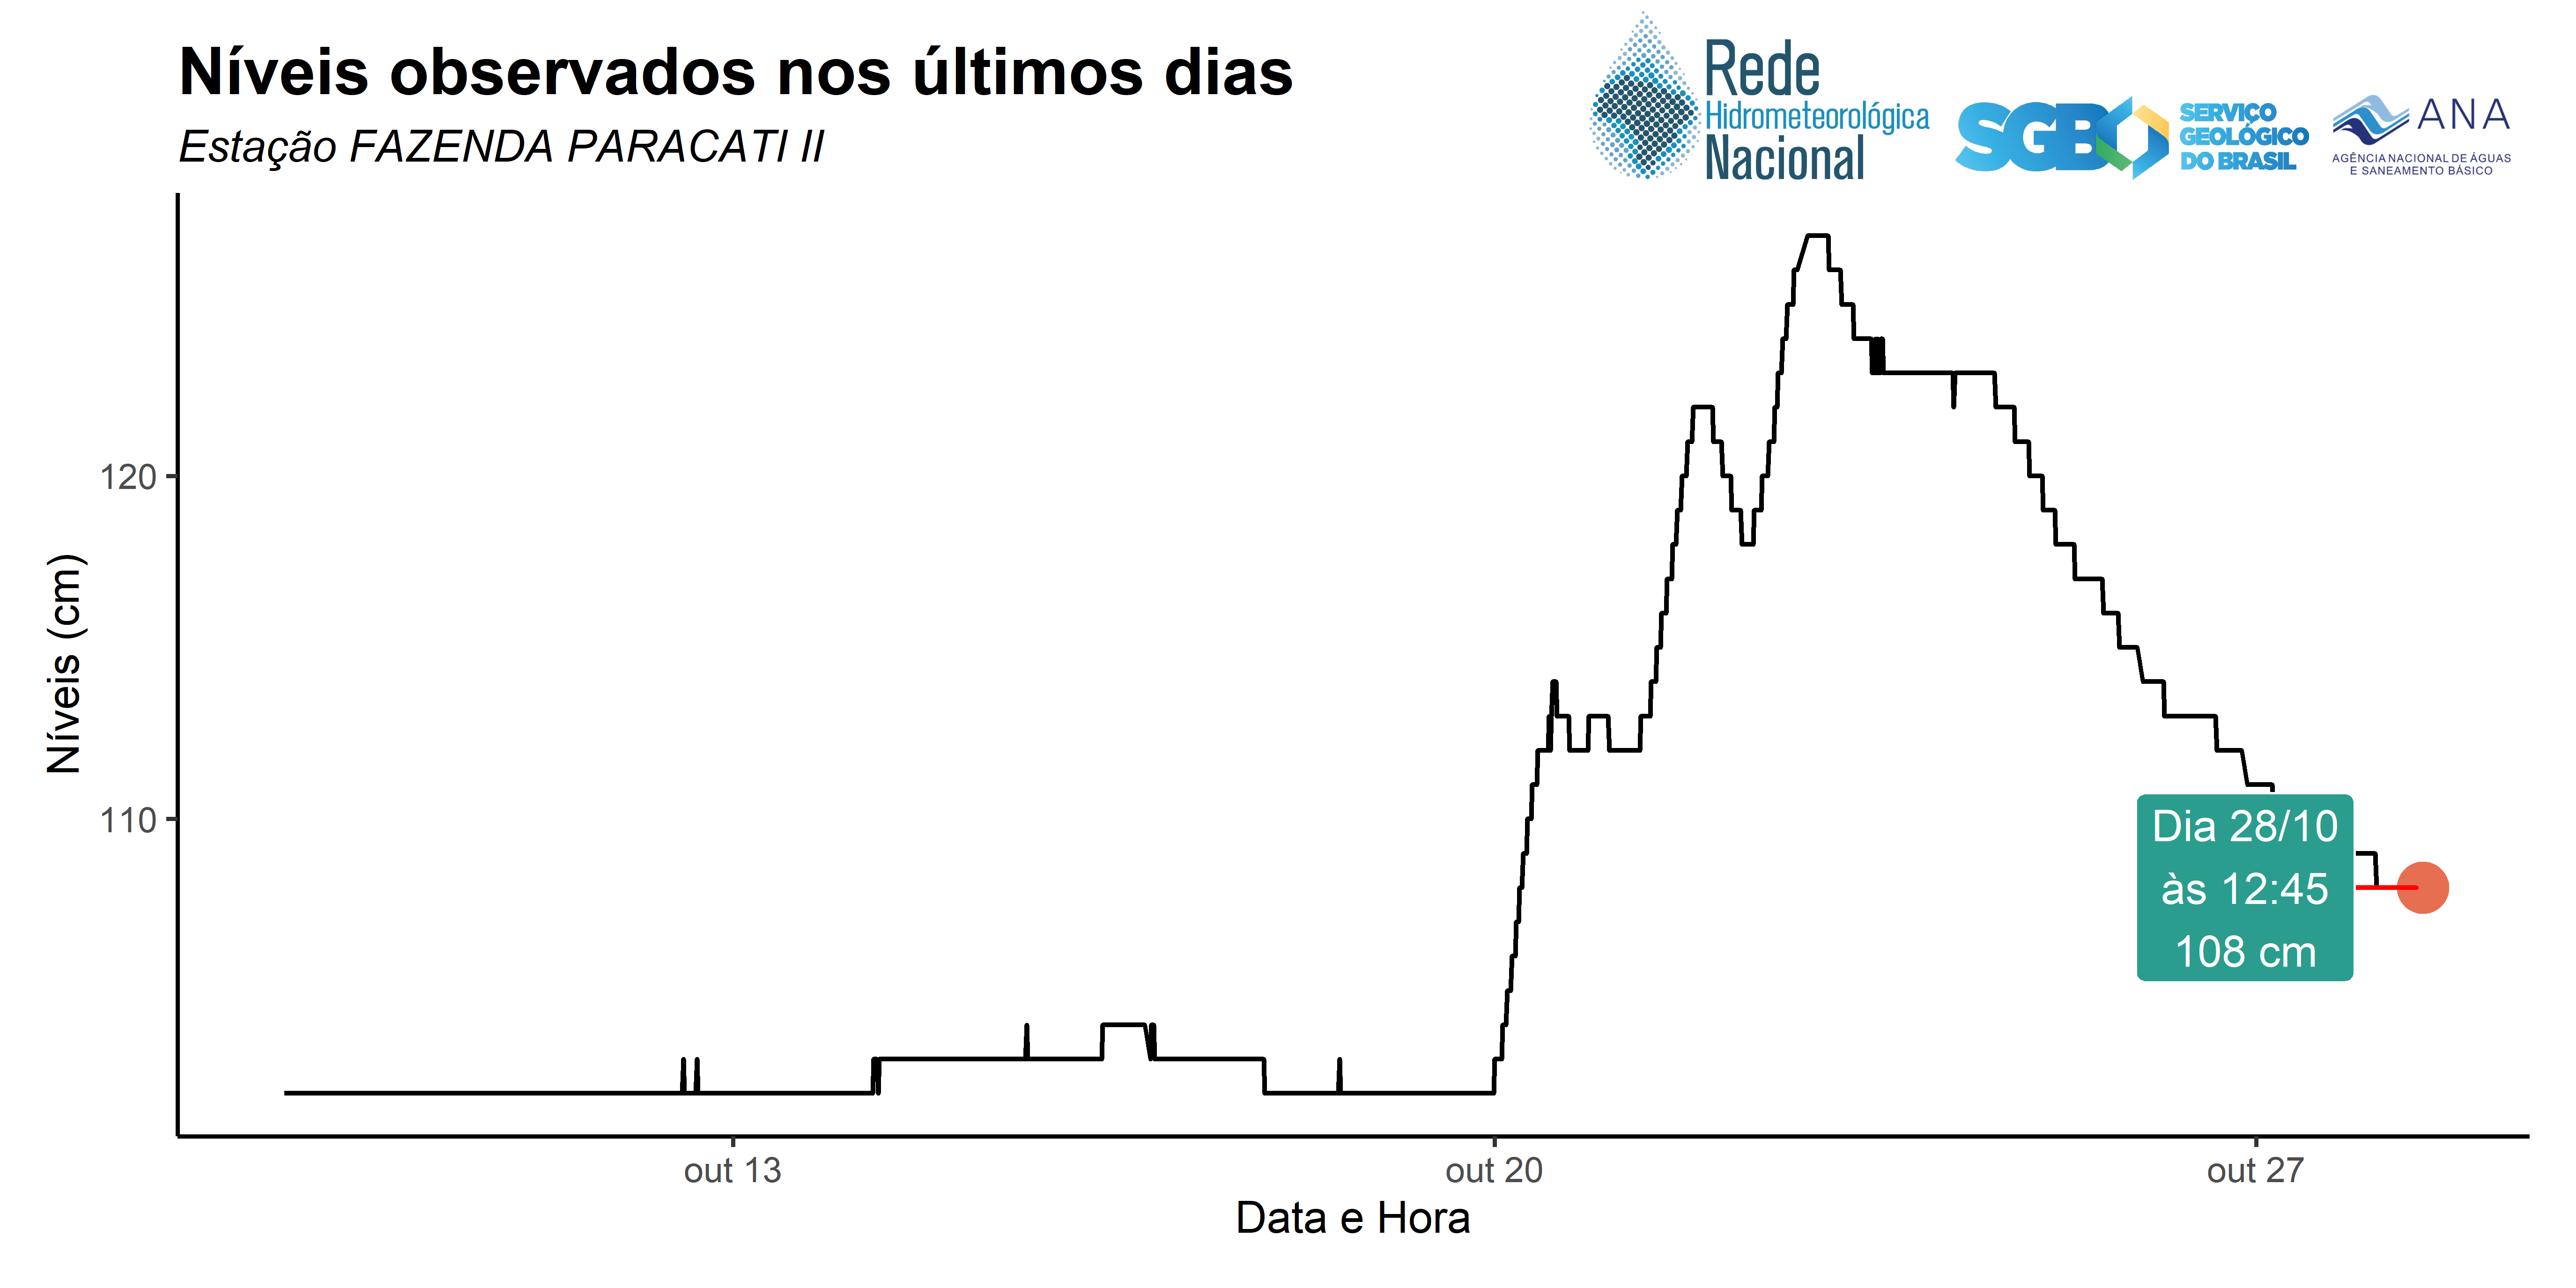 Níveis observados nos últimos dias
Estação FAZENDA PARACATI II
Rede
Hidrometeorológica
Nacional
SGB
SERVIÇO
GEOLÓGICO
DO BRASIL
ANA
AGÊNCIA NACIONAL DE ÁGUAS
E SANEAMENTO BÁSICO
Níveis (cm)
120
110
Dia 28/10
às 12:45
108 cm
out 13
out 20
out 27
Data e Hora